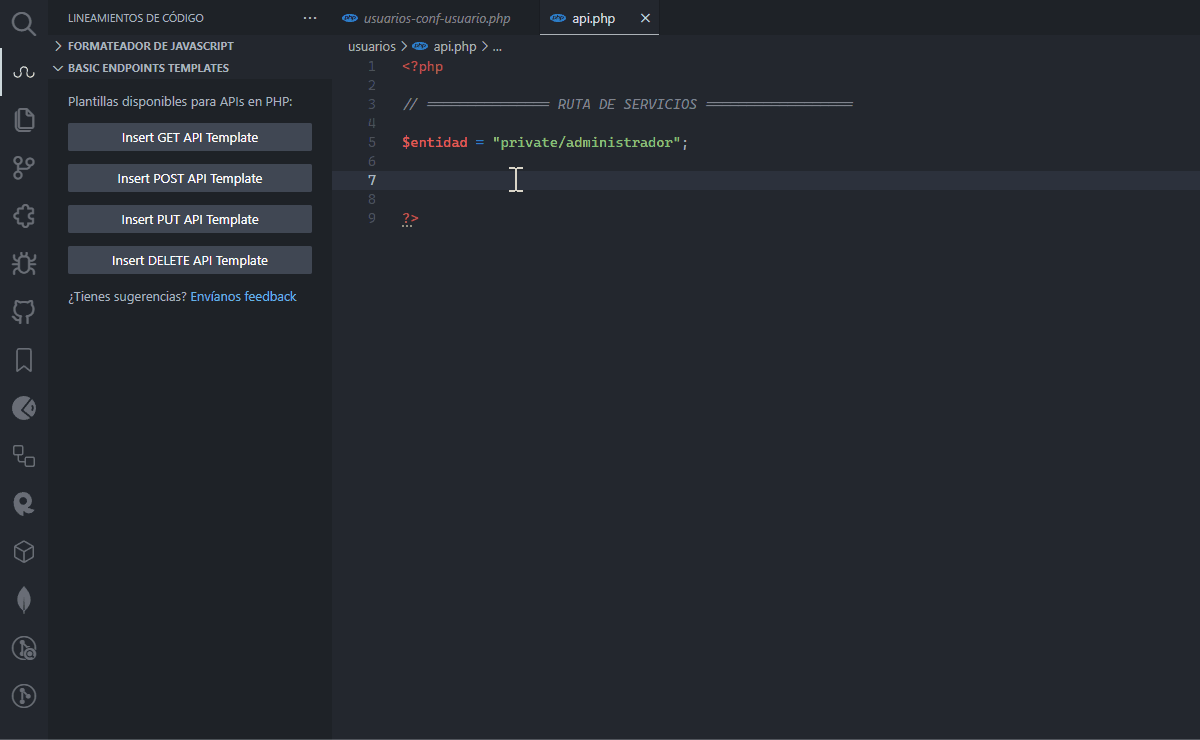 LINEAMIENTOS DE CÓDIGO
FORMATEADOR DE JAVASCRIPT
BASIC ENDPOINTS TEMPLATES
Plantillas disponibles para APIs en PHP:
Insert GET API Template
Insert POST API Template
Insert PUT API Template
Insert DELETE API Template
¿Tienes sugerencias? Envíanos feedback
usuarios-conf-usuario.php
api.php
usuarios > api.php > ...
1 <?php
2
3 // =============== RUTA DE SERVICIOS ==================
4
5 $entidad = "private/administrador";
6
7
8
9 ?>